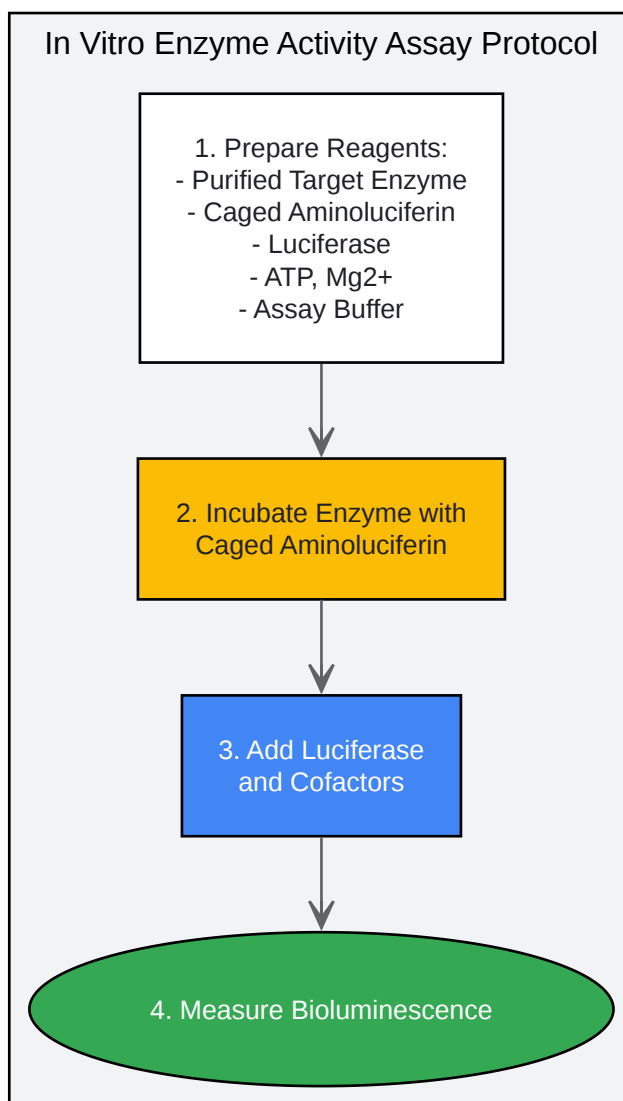 In Vitro Enzyme Activity Assay Protocol
1. Prepare Reagents:
- Purified Target Enzyme
- Caged Aminoluciferin
- Luciferase
- ATP, Mg2+
- Assay Buffer
2. Incubate Enzyme with
Caged Aminoluciferin
3. Add Luciferase
and Cofactors
4. Measure Bioluminescence